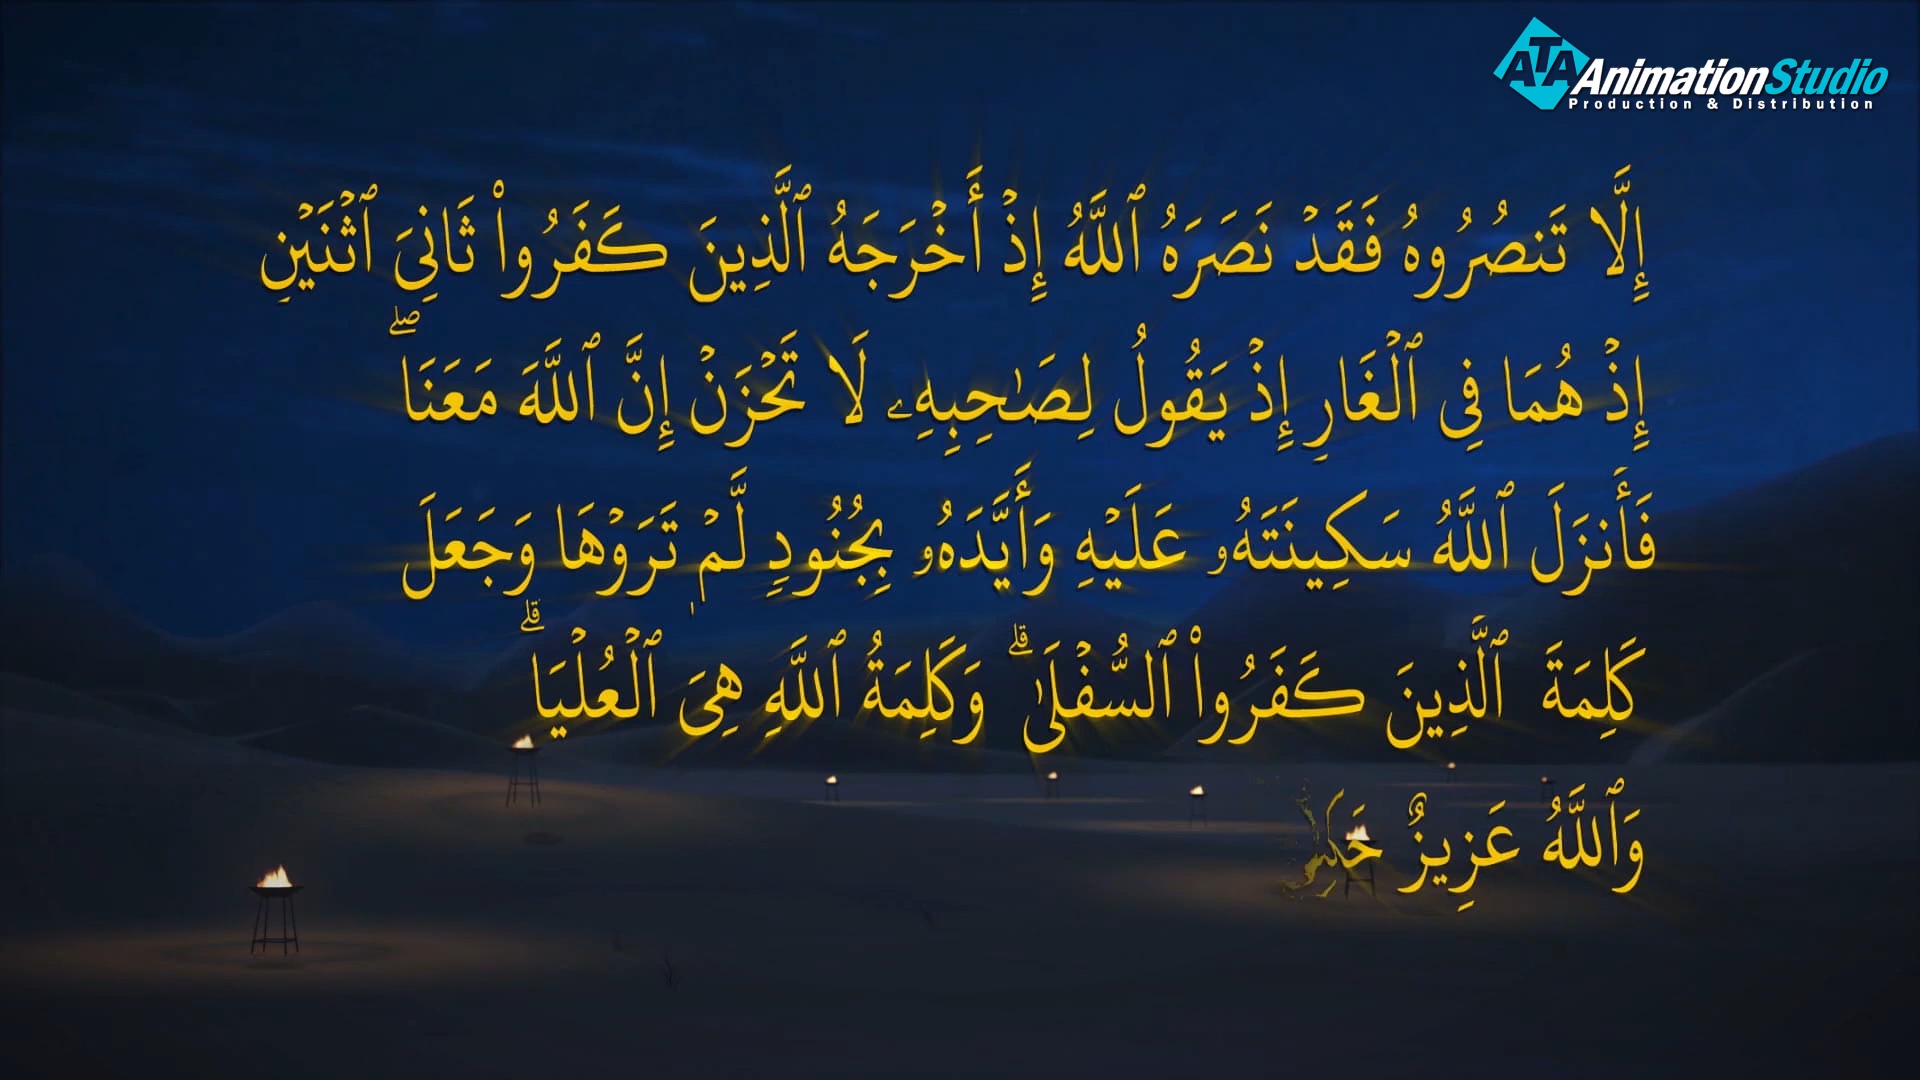 ATA AnimationStudio
Production & Distribution
إِلَّا تَنصُرُوهُ فَقَدۡ نَصَرَهُ ٱللَّهُ إِذۡ أَخۡرَجَهُ ٱلَّذِينَ كَفَرُواْ ثَانِيَ ٱثۡنَيۡنِ
إِذۡ هُمَا فِي ٱلۡغَارِ إِذۡ يَقُولُ لِصَٰحِبِهِۦ لَا تَحۡزَنۡ إِنَّ ٱللَّهَ مَعَنَاۖ
فَأَنزَلَ ٱللَّهُ سَكِينَتَهُۥ عَلَيۡهِ وَأَيَّدَهُۥ بِجُنُودٖ لَّمۡ تَرَوۡهَا وَجَعَلَ
كَلِمَةَ ٱلَّذِينَ كَفَرُواْ ٱلسُّفۡلَىٰۗ وَكَلِمَةُ ٱللَّهِ هِيَ ٱلۡعُلۡيَاۗ
وَٱللَّهُ عَزِيزٌ